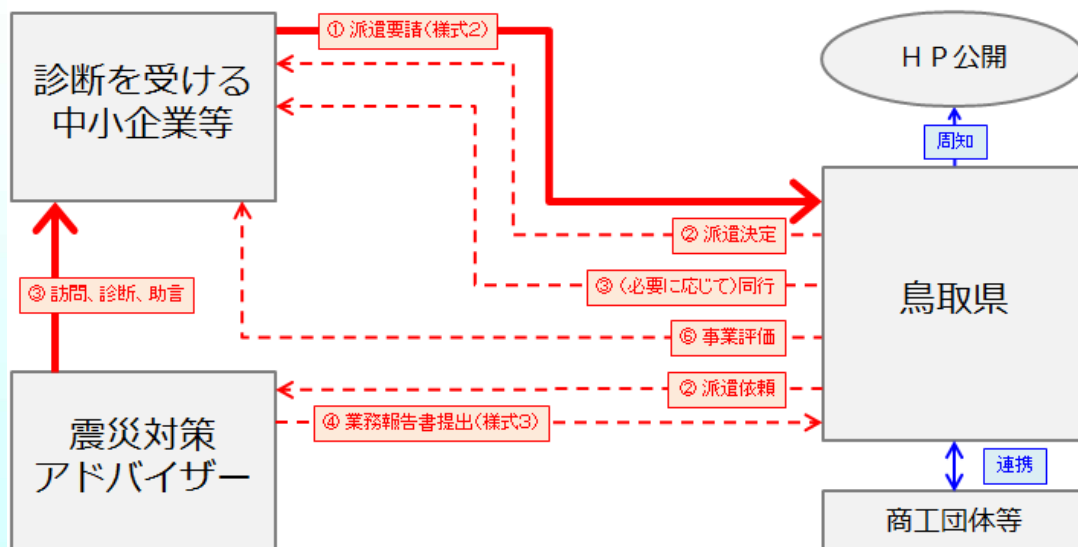 ① 派遣要請(様式2)
診断を受ける
中小企業等
HP公開
周知
② 派遣決定
③ (必要に応じて)同行
③ 訪問、診断、助言
鳥取県
⑥ 事業評価
② 派遣依頼
④ 業務報告書提出(様式3)
震災対策
アドバイザー
連携
商工団体等